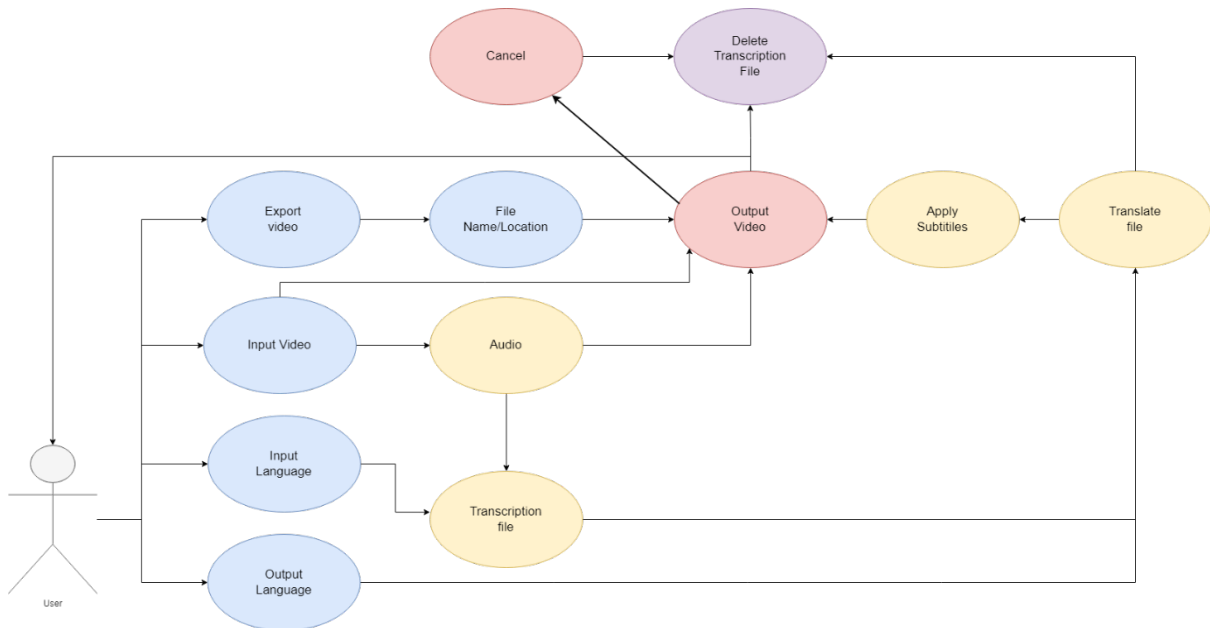 Cancel
Delete
Transcription
File
Export
video
File
Name/Location
Output
Video
Apply
Subtitiles
Translate
file
Input Video
Audio
Input
Language
Transcription
file
Output
Language
User